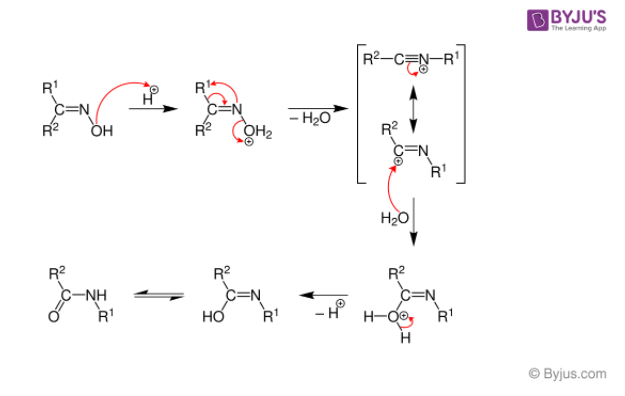 BYJU'S
The Learning App
R¹
C=N
R²
OH
H⊕
R¹
C=N
R²
OH₂
⊕
– H₂O
R²–C≡N–R¹
⊕
R²
C=N
⊕
R¹
H₂O
R²
C–NH
O
R¹
R²
C=N
HO
R¹
– H⊕
R²
C=N
H–O⊕
R¹
H
© Byjus.com